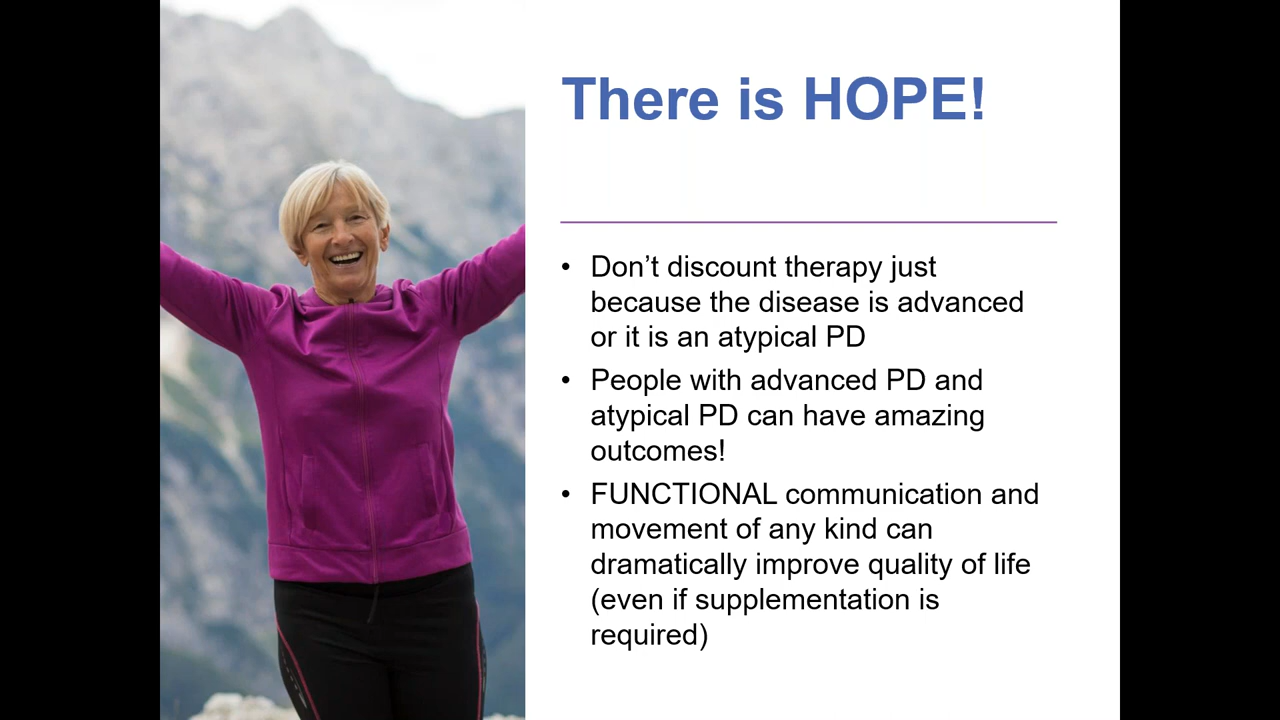 There is HOPE!
• Don’t discount therapy just
because the disease is advanced
or it is an atypical PD
• People with advanced PD and
atypical PD can have amazing
outcomes!
• FUNCTIONAL communication and
movement of any kind can
dramatically improve quality of life
(even if supplementation is
required)